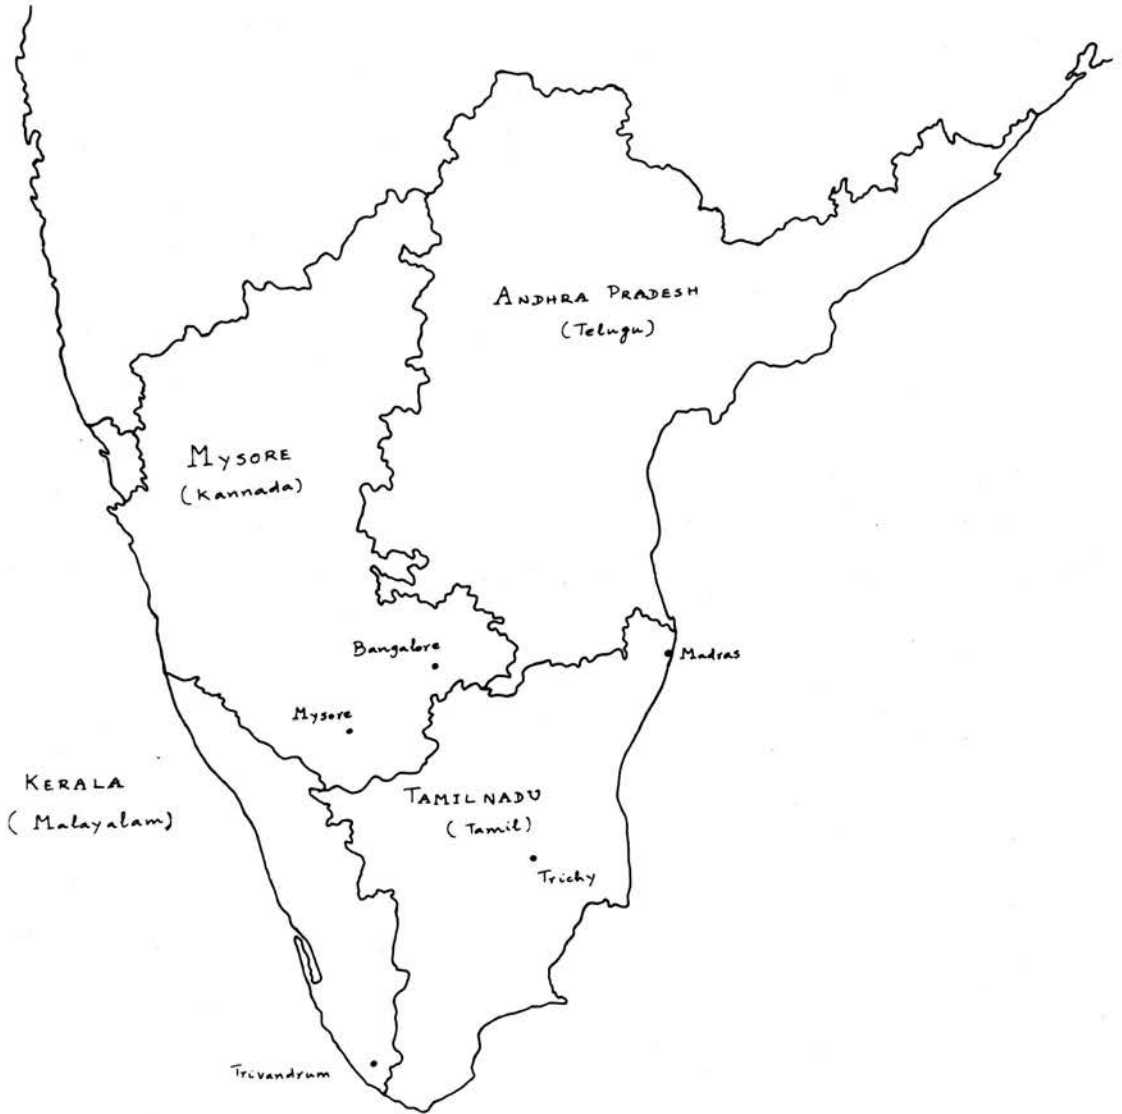 ANDHRA PRADESH
(Telugu)
MYSORE
(Kannada)
Bangalore
Madras
Mysore
KERALA
(Malayalam)
TAMILNADU
(Tamil)
Trichy
Trivandrum